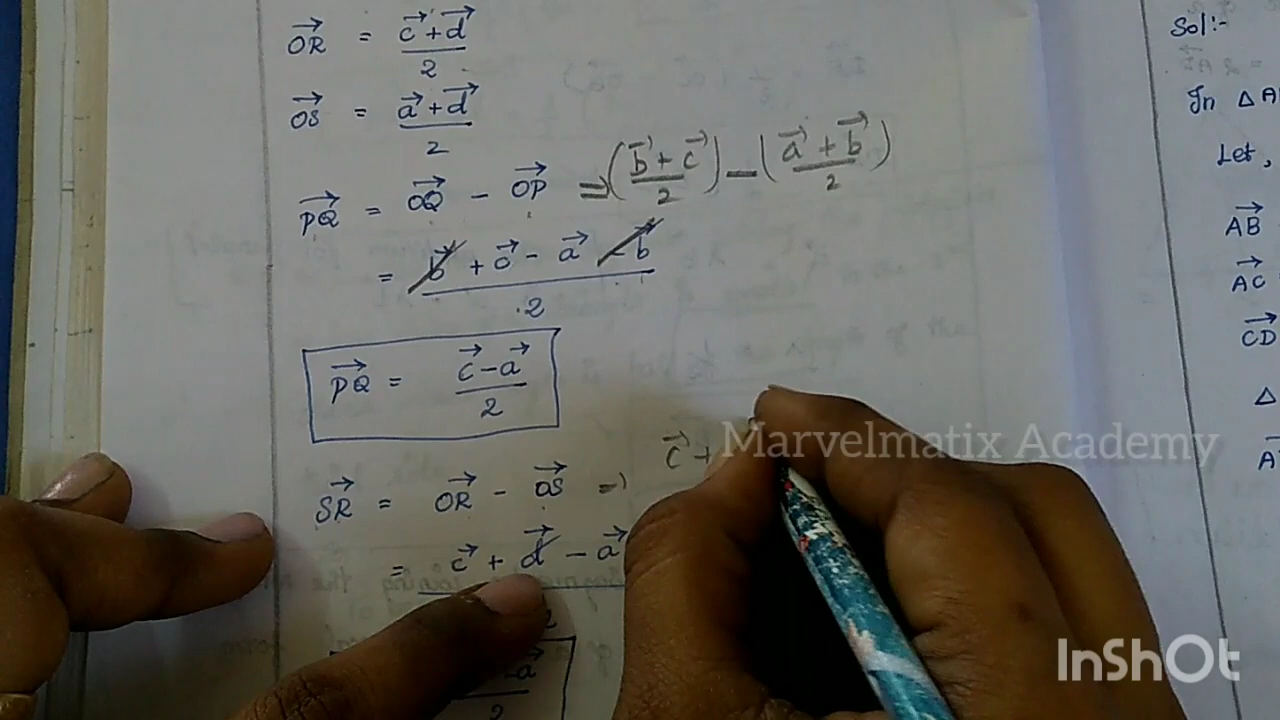 OR⃗ = (c⃗ + d⃗)/2
OS⃗ = (a⃗ + d⃗)/2
PQ⃗ = OQ⃗ - OP⃗ ⇒ ((b⃗ + c⃗)/2) - ((a⃗ + b⃗)/2)
= (b⃗ + c⃗ - a⃗ - b⃗)/2
PQ⃗ = (c⃗ - a⃗)/2
SR⃗ = OR⃗ - OS⃗ ⇒ c⃗ +
= c⃗ + d⃗ - a⃗
-a⃗
2
Marvelmatix Academy
InShOt
Sol:-
In Δ
Let,
AB⃗
AC⃗
CD⃗
Δ